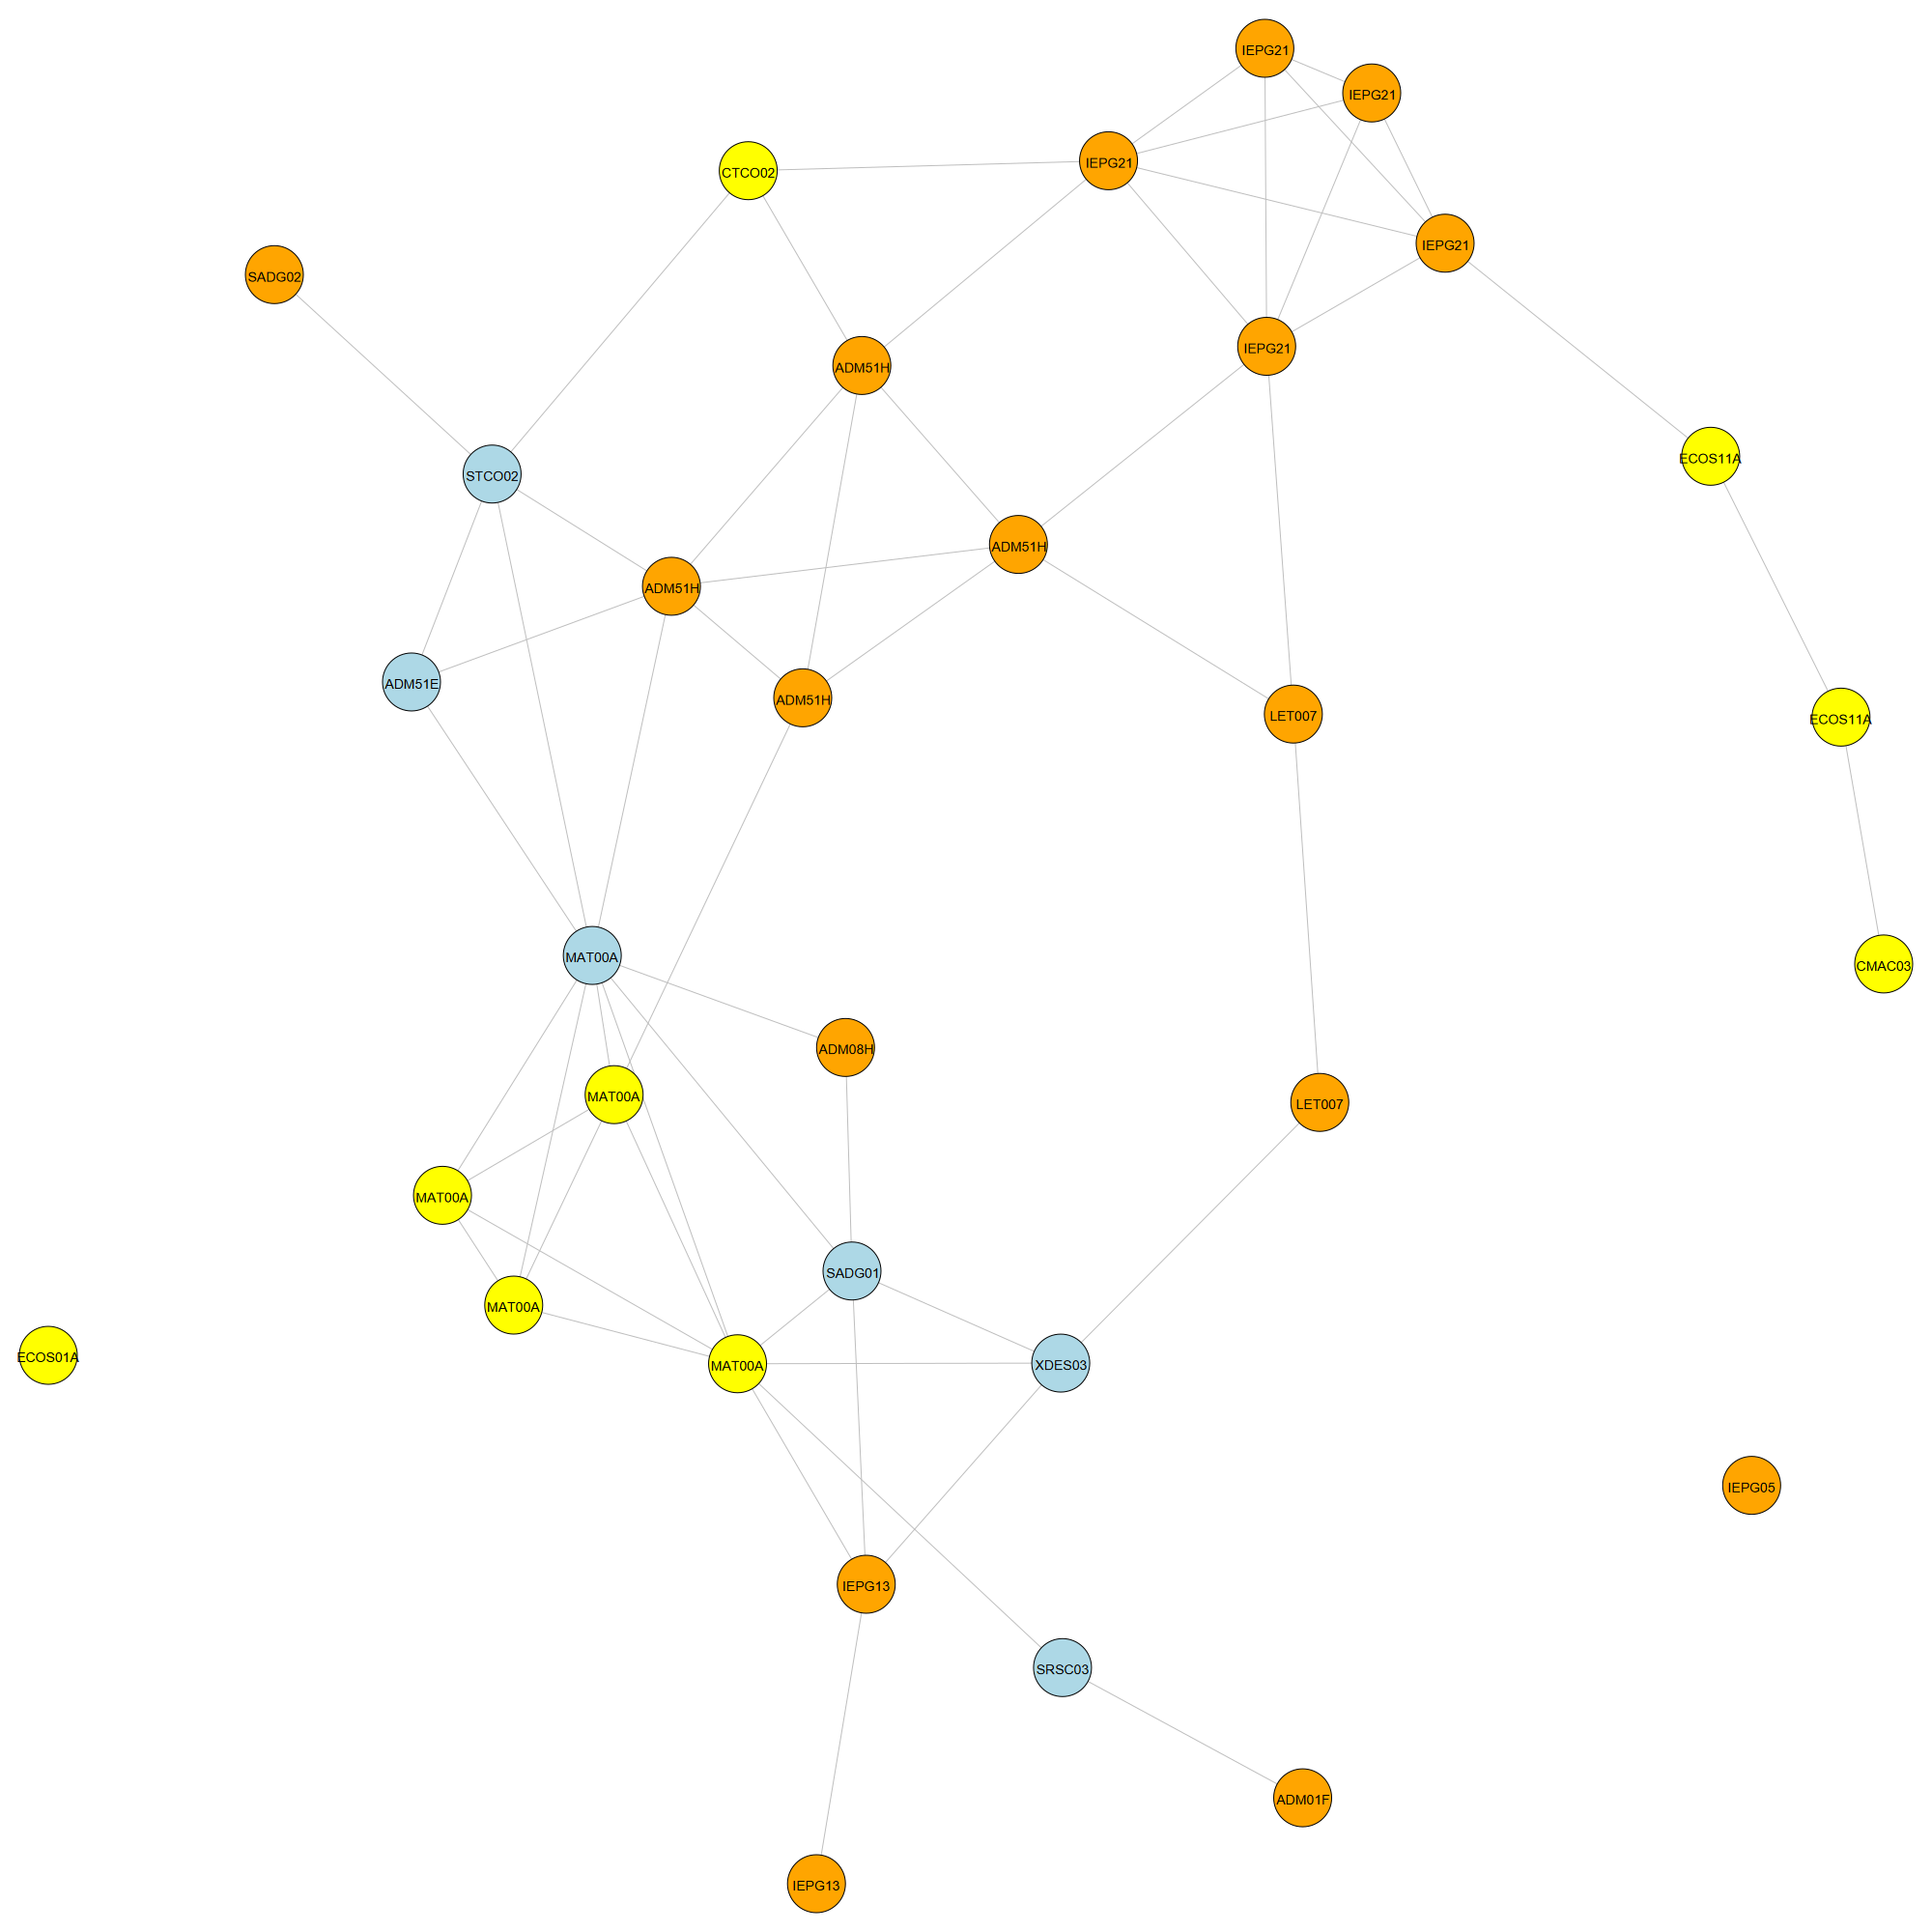 IEPG21
IEPG21
IEPG21
CTCO02
IEPG21
SADG02
IEPG21
ADM51H
ECOS11A
STCO02
ADM51H
ADM51H
ADM51E
ADM51H
LET007
ECOS11A
MAT00A
CMAC03
ADM08H
MAT00A
LET007
MAT00A
SADG01
MAT00A
ECOS01A
MAT00A
XDES03
IEPG05
IEPG13
SRSC03
ADM01F
IEPG13